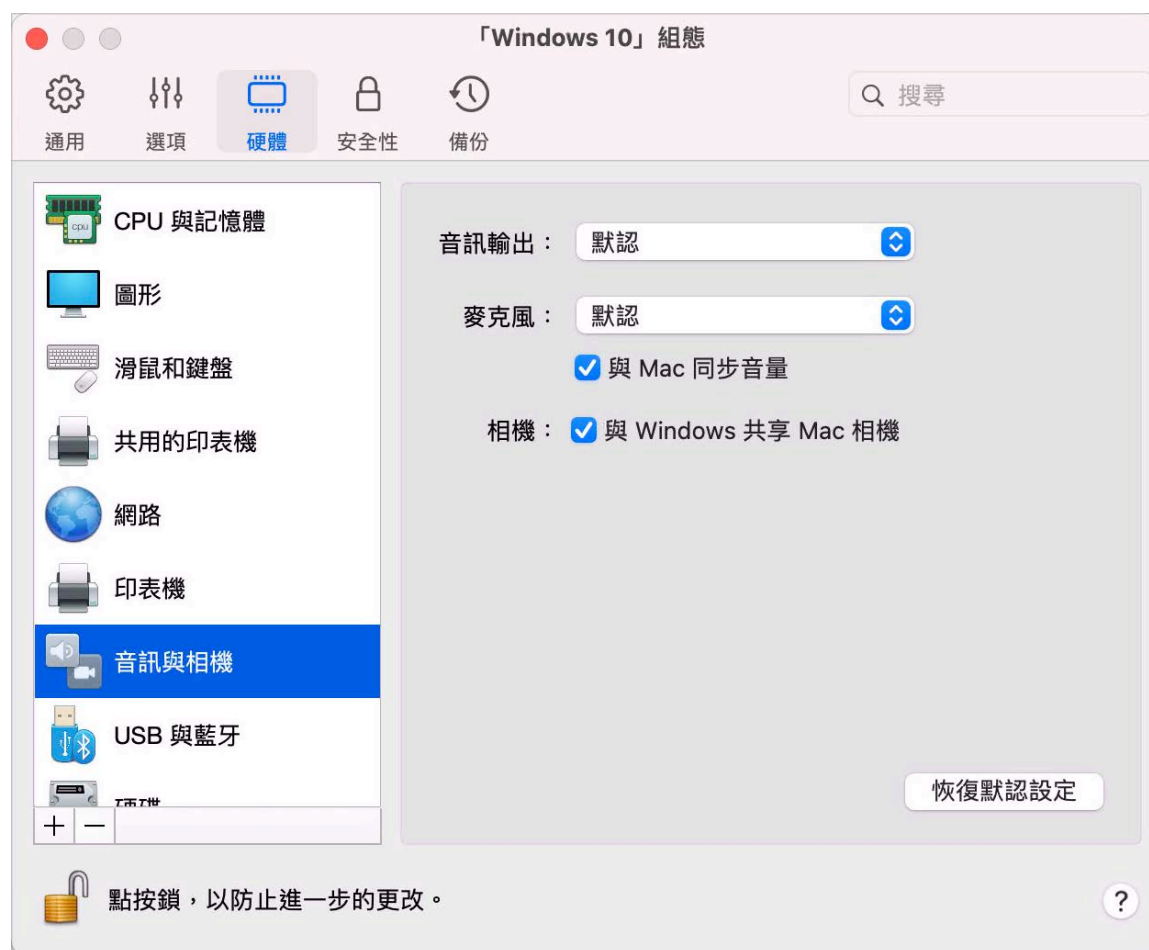 「Windows 10」組態
通用 選項 硬體 安全性 備份
搜尋
CPU 與記憶體
圖形
滑鼠和鍵盤
共用的印表機
網路
印表機
音訊與相機
USB 與藍牙
硬碟
音訊輸出： 默認
麥克風： 默認
與 Mac 同步音量
相機： 與 Windows 共享 Mac 相機
恢復默認設定
點按鎖，以防止進一步的更改。
?